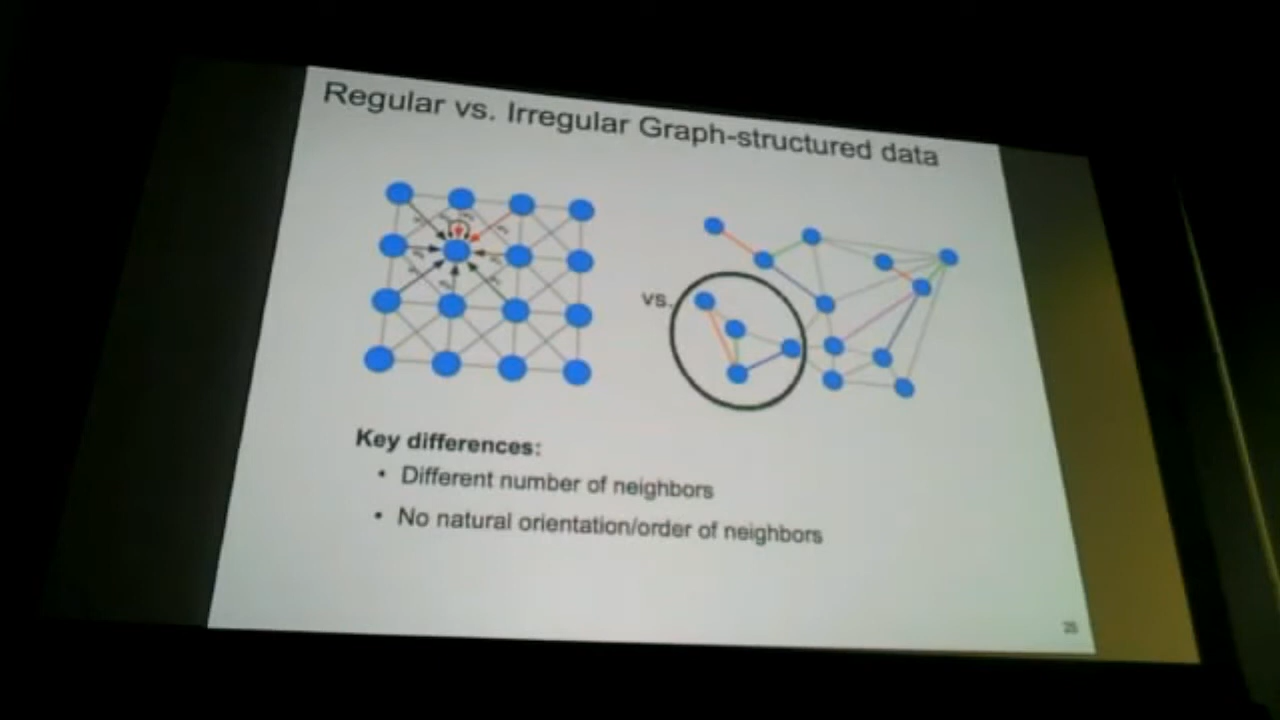 Regular vs. Irregular Graph-structured data
vs.
Key differences:
• Different number of neighbors
• No natural orientation/order of neighbors